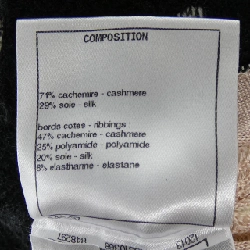 COMPOSITION
71% cachemire - cashmere
29% soie - silk
bords cotes - ribbings
47% cachemire - cashmere
25% polyamide - polyamide
20% soie - silk
8% elasthanne - elastane